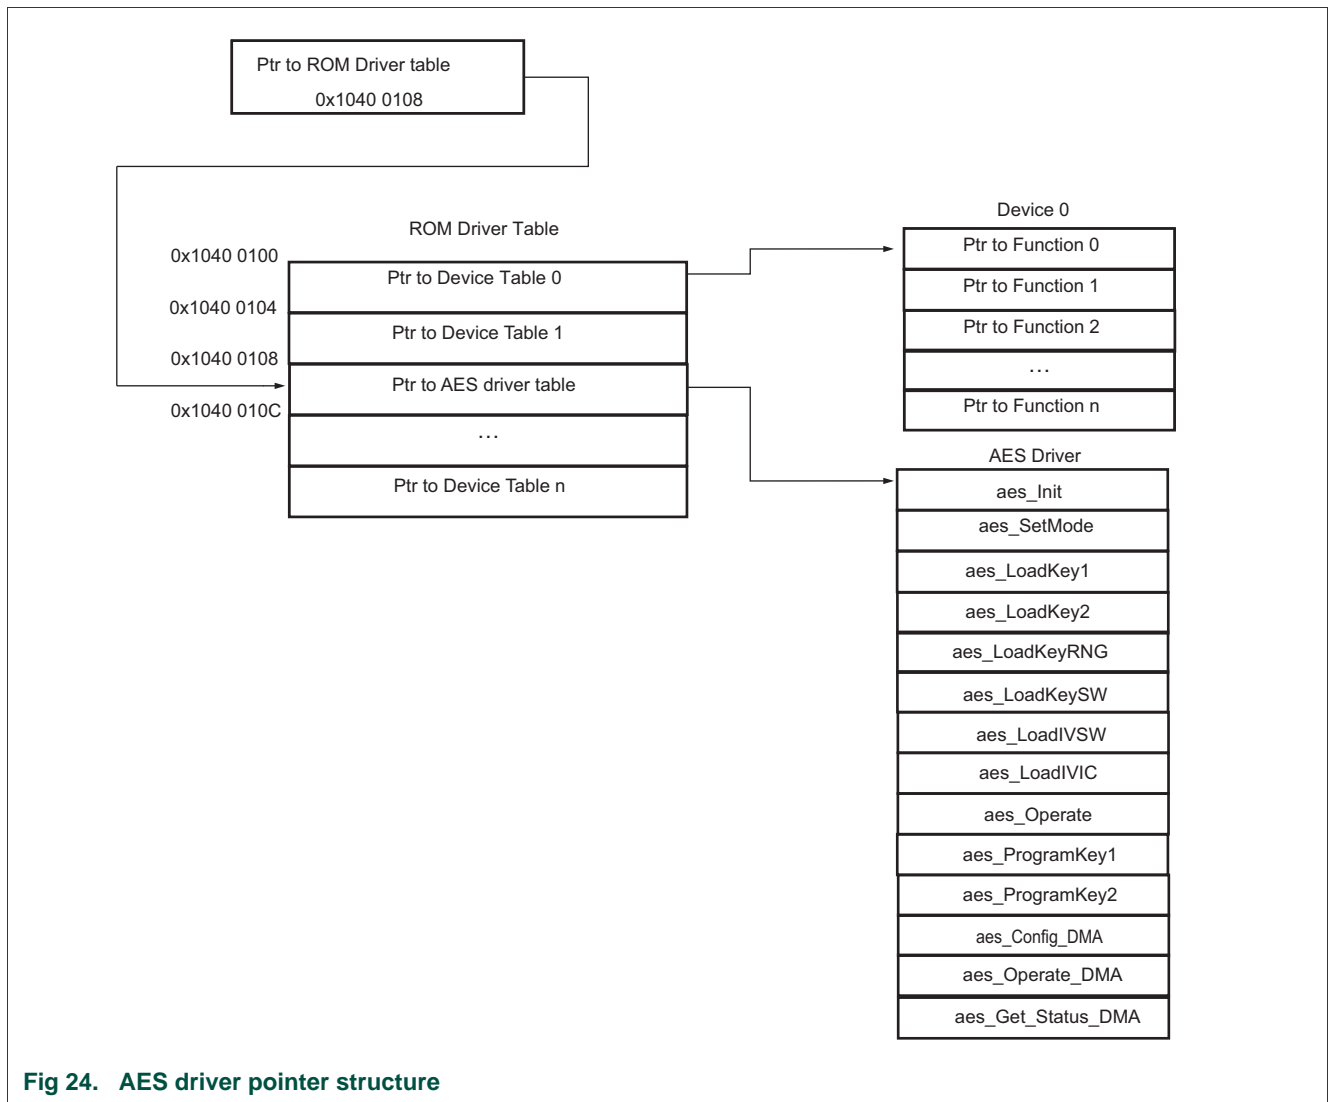 Ptr to ROM Driver table
0x1040 0108
ROM Driver Table
0x1040 0100
Ptr to Device Table 0
0x1040 0104
Ptr to Device Table 1
0x1040 0108
Ptr to AES driver table
0x1040 010C
...
Ptr to Device Table n
Device 0
Ptr to Function 0
Ptr to Function 1
Ptr to Function 2
...
Ptr to Function n
AES Driver
aes_Init
aes_SetMode
aes_LoadKey1
aes_LoadKey2
aes_LoadKeyRNG
aes_LoadKeySW
aes_LoadIVSW
aes_LoadIVIC
aes_Operate
aes_ProgramKey1
aes_ProgramKey2
aes_Config_DMA
aes_Operate_DMA
aes_Get_Status_DMA
Fig 24. AES driver pointer structure